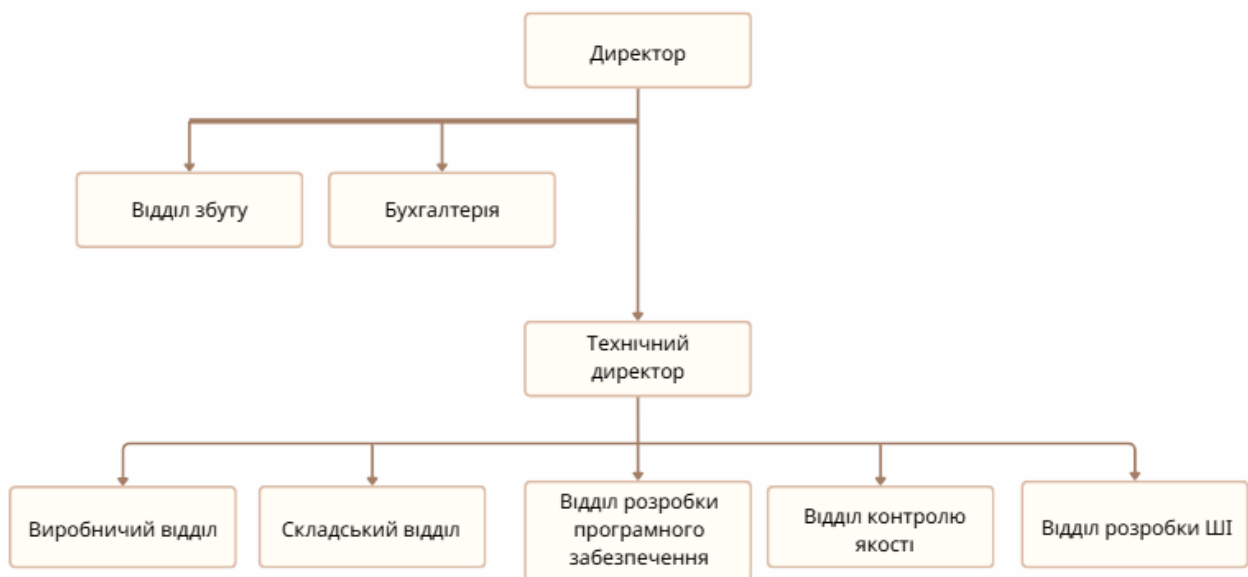 Директор
Відділ збуту
Бухгалтерія
Технічний
директор
Виробничий відділ
Складський відділ
Відділ розробки
програмного
забезпечення
Відділ контролю
якості
Відділ розробки ШІ